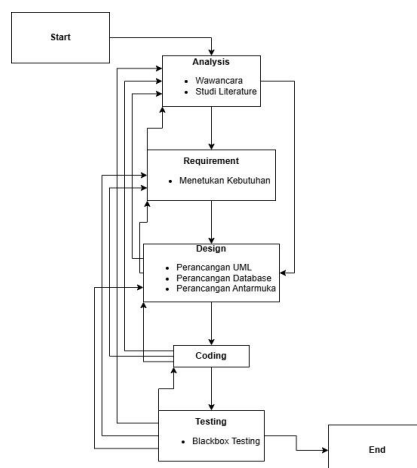 Start
Analysis
• Wawancara
• Studi Literature
Requirement
• Menetukan Kebutuhan
Design
• Perancangan UML
• Perancangan Database
• Perancangan Antarmuka
Coding
Testing
• Blackbox Testing
End